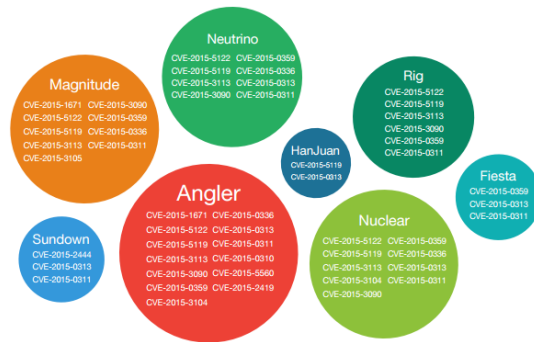 Neutrino
CVE-2015-5122 CVE-2015-0359
CVE-2015-5119 CVE-2015-0336
CVE-2015-3113 CVE-2015-0313
CVE-2015-3090 CVE-2015-0311
Magnitude
CVE-2015-1671 CVE-2015-3090
CVE-2015-5122 CVE-2015-0359
CVE-2015-5119 CVE-2015-0336
CVE-2015-3113 CVE-2015-0311
CVE-2015-3105
Rig
CVE-2015-5122
CVE-2015-5119
CVE-2015-3113
CVE-2015-3090
CVE-2015-0359
CVE-2015-0311
HanJuan
CVE-2015-5119
CVE-2015-0313
Fiesta
CVE-2015-0359
CVE-2015-0313
CVE-2015-0311
Angler
CVE-2015-1671 CVE-2015-0336
CVE-2015-5122 CVE-2015-0313
CVE-2015-5119 CVE-2015-0311
CVE-2015-3113 CVE-2015-0310
CVE-2015-3090 CVE-2015-5560
CVE-2015-0359 CVE-2015-2419
CVE-2015-3104
Nuclear
CVE-2015-5122 CVE-2015-0359
CVE-2015-5119 CVE-2015-0336
CVE-2015-3113 CVE-2015-0313
CVE-2015-3104 CVE-2015-0311
CVE-2015-3090
Sundown
CVE-2015-2444
CVE-2015-0313
CVE-2015-0311